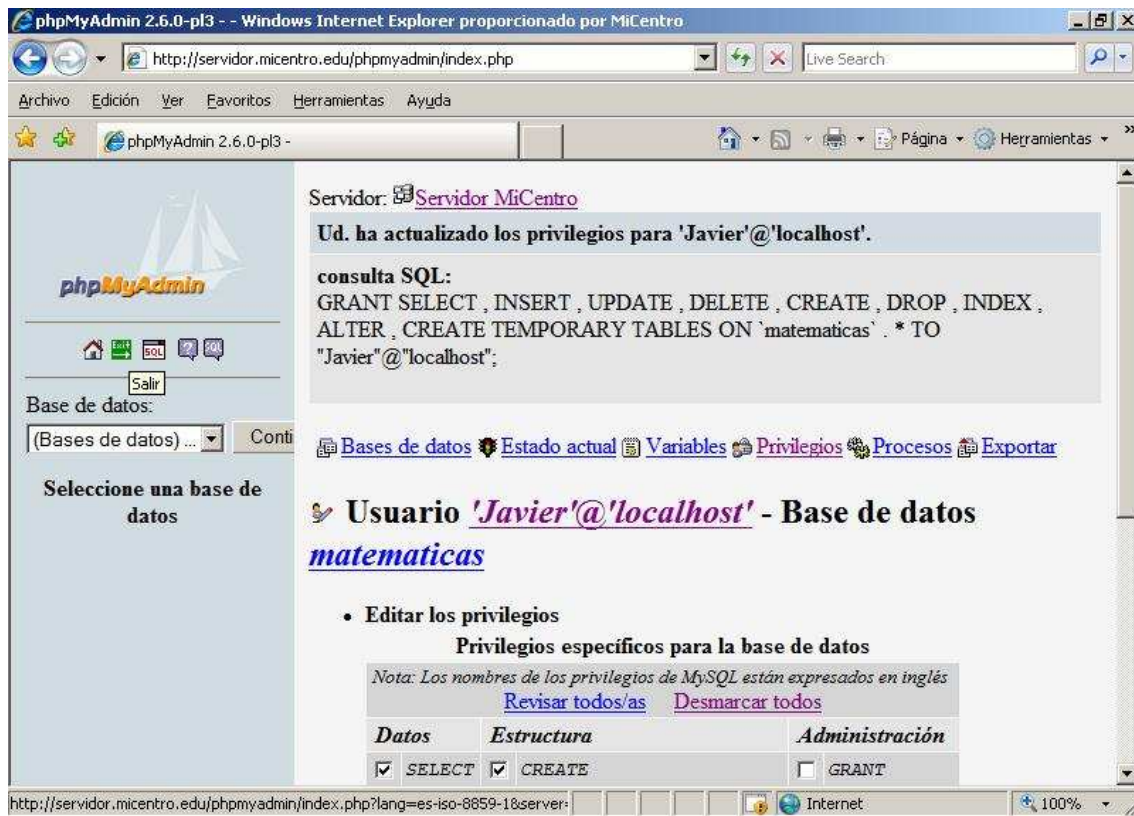 phpMyAdmin 2.6.0-pl3 - - Windows Internet Explorer proporcionado por MiCentro
http://servidor.micentro.edu/phpmyadmin/index.php
Live Search
Archivo Edición Ver Favoritos Herramientas Ayuda
phpMyAdmin 2.6.0-pl3 -
Página Herramientas
phpMyAdmin
Exit
SQL
SQL
Salir
Base de datos:
(Bases de datos) ...
Conti
Seleccione una base de
datos
Servidor: Servidor MiCentro
Ud. ha actualizado los privilegios para 'Javier'@'localhost'.
consulta SQL:
GRANT SELECT , INSERT , UPDATE , DELETE , CREATE , DROP , INDEX ,
ALTER , CREATE TEMPORARY TABLES ON `matematicas` . * TO
"Javier"@"localhost";
Bases de datos Estado actual Variables Privilegios Procesos Exportar
Usuario 'Javier'@'localhost' - Base de datos
matematicas
• Editar los privilegios
Privilegios específicos para la base de datos
Nota: Los nombres de los privilegios de MySQL están expresados en inglés
Revisar todos/as Desmarcar todos
Datos Estructura Administración
SELECT CREATE GRANT
http://servidor.micentro.edu/phpmyadmin/index.php?lang=es-iso-8859-1&server=
Internet
100%